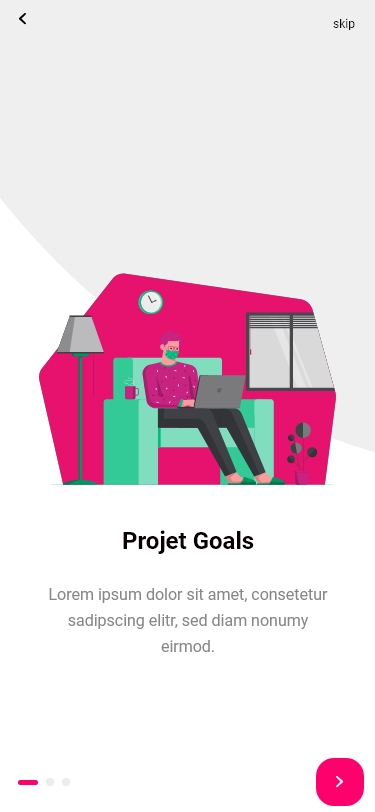 skip
Projet Goals
Lorem ipsum dolor sit amet, consetetur
sadipscing elitr, sed diam nonumy
eirmod.